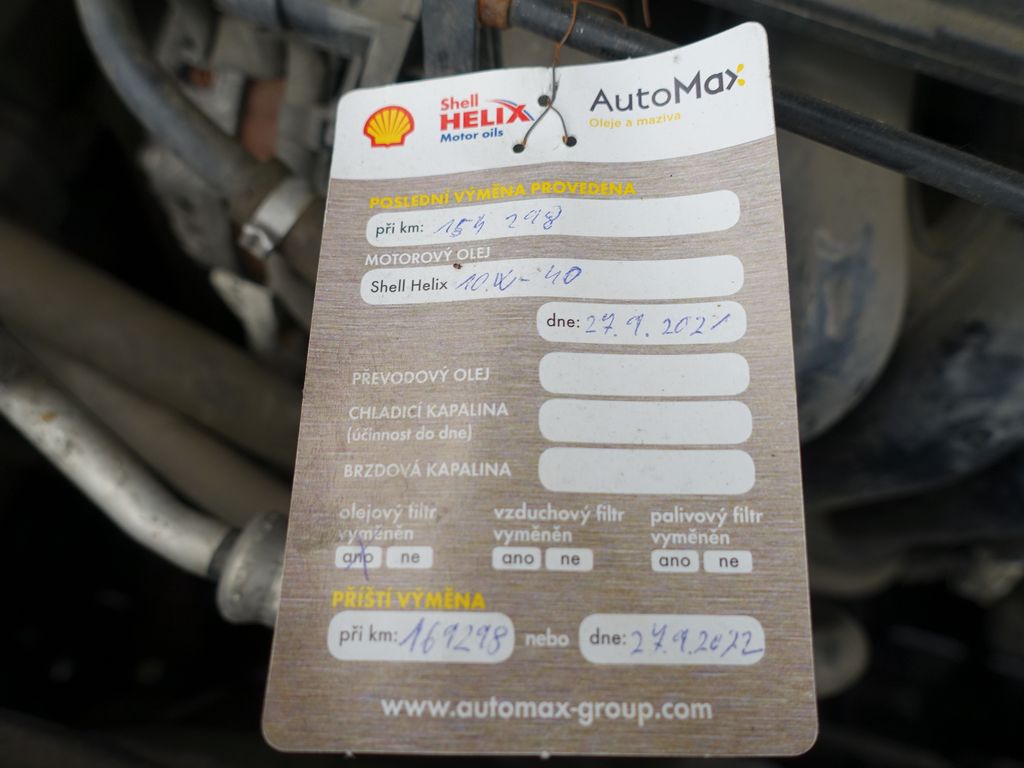 Shell
HELIX
Motor oils
AutoMax
Oleje a maziva
POSLEDNÍ VÝMĚNA PROVEDENA
při km: 154 298
MOTOROVÝ OLEJ
Shell Helix 10W-40
dne: 27.9.2021
PŘEVODOVÝ OLEJ
CHLADICÍ KAPALINA
(účinnost do dne)
BRZDOVÁ KAPALINA
olejový filtr vzduchový filtr palivový filtr
vyměněn vyměněn vyměněn
ano ne ano ne ano ne
PŘÍŠTÍ VÝMĚNA
při km: 169298 nebo dne: 27.9.2022
www.automax-group.com